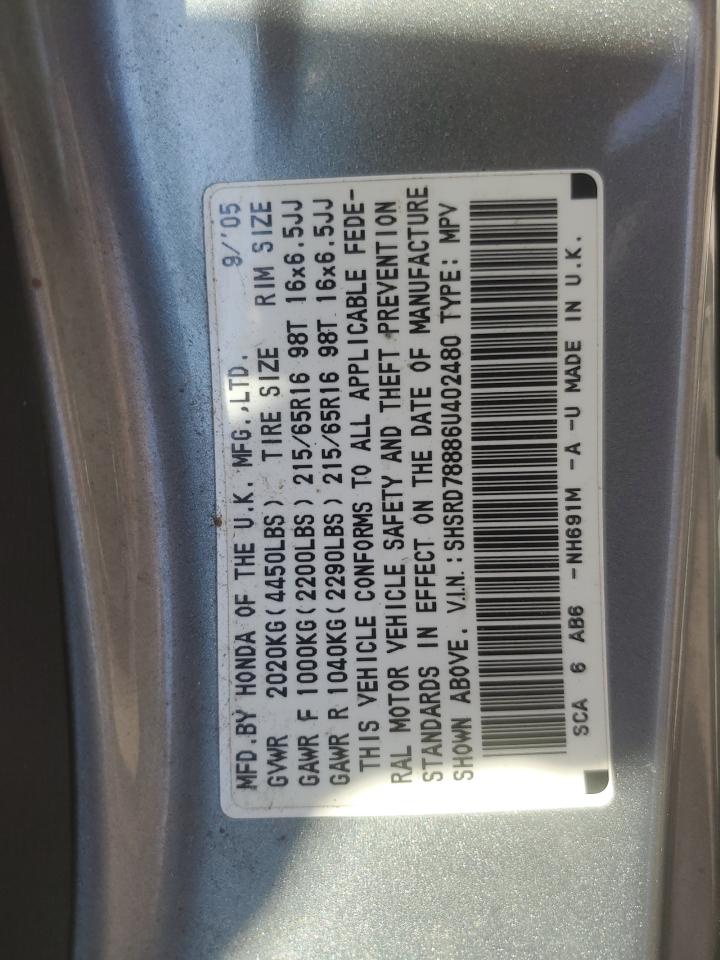 MFD.BY HONDA OF THE U.K. MFG.,LTD. 9/'05
GVWR 2020KG(4450LBS) TIRE SIZE RIM SIZE
GAWR F 1000KG(2200LBS)215/65R16 98T 16x6.5JJ
GAWR R 1040KG(2290LBS)215/65R16 98T 16x6.5JJ
THIS VEHICLE CONFORMS TO ALL APPLICABLE FEDE-
RAL MOTOR VEHICLE SAFETY AND THEFT PREVENTION
STANDARDS IN EFFECT ON THE DATE OF MANUFACTURE
SHOWN ABOVE. V.I.N.:SHSRD78886U402480 TYPE: MPV
SCA 6 AB6 -NH691M -A -U MADE IN U.K.